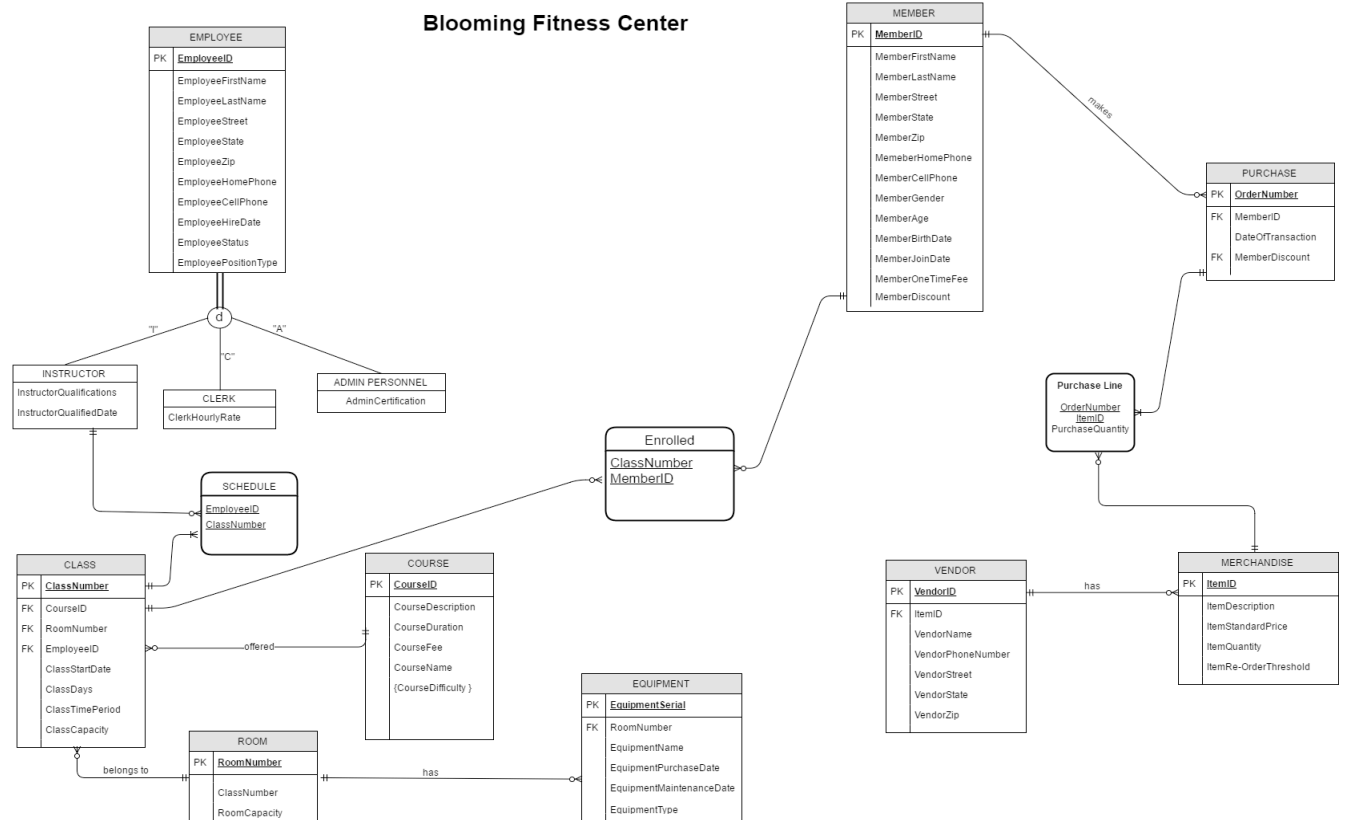 Blooming Fitness Center
EMPLOYEE
PK EmployeeID
EmployeeFirstName
EmployeeLastName
EmployeeStreet
EmployeeState
EmployeeZip
EmployeeHomePhone
EmployeeCellPhone
EmployeeHireDate
EmployeeStatus
EmployeePositionType
d
"I"
"C"
"A"
INSTRUCTOR
InstructorQualifications
InstructorQualifiedDate
CLERK
ClerkHourlyRate
ADMIN PERSONNEL
AdminCertification
SCHEDULE
EmployeeID
ClassNumber
CLASS
PK ClassNumber
FK CourseID
FK RoomNumber
FK EmployeeID
ClassStartDate
ClassDays
ClassTimePeriod
ClassCapacity
offered
belongs to
COURSE
PK CourseID
CourseDescription
CourseDuration
CourseFee
CourseName
{CourseDifficulty }
ROOM
PK RoomNumber
ClassNumber
RoomCapacity
has
EQUIPMENT
PK EquipmentSerial
FK RoomNumber
EquipmentName
EquipmentPurchaseDate
EquipmentMaintenanceDate
EquipmentType
Enrolled
ClassNumber
MemberID
MEMBER
PK MemberID
MemberFirstName
MemberLastName
MemberStreet
MemberState
MemberZip
MemeberHomePhone
MemberCellPhone
MemberGender
MemberAge
MemberBirthDate
MemberJoinDate
MemberOneTimeFee
MemberDiscount
makes
PURCHASE
PK OrderNumber
FK MemberID
DateOfTransaction
FK MemberDiscount
Purchase Line
OrderNumber
ItemID
PurchaseQuantity
VENDOR
PK VendorID
FK ItemID
VendorName
VendorPhoneNumber
VendorStreet
VendorState
VendorZip
has
MERCHANDISE
PK ItemID
ItemDescription
ItemStandardPrice
ItemQuantity
ItemRe-OrderThreshold